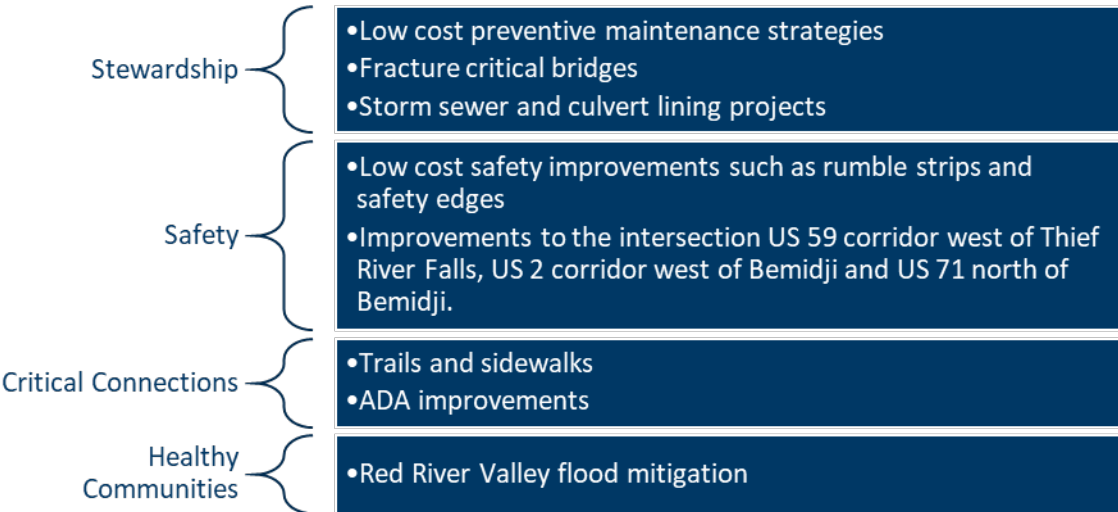 Stewardship
•Low cost preventive maintenance strategies
•Fracture critical bridges
•Storm sewer and culvert lining projects
Safety
•Low cost safety improvements such as rumble strips and
safety edges
•Improvements to the intersection US 59 corridor west of Thief
River Falls, US 2 corridor west of Bemidji and US 71 north of
Bemidji.
Critical Connections
•Trails and sidewalks
•ADA improvements
Healthy
Communities
•Red River Valley flood mitigation